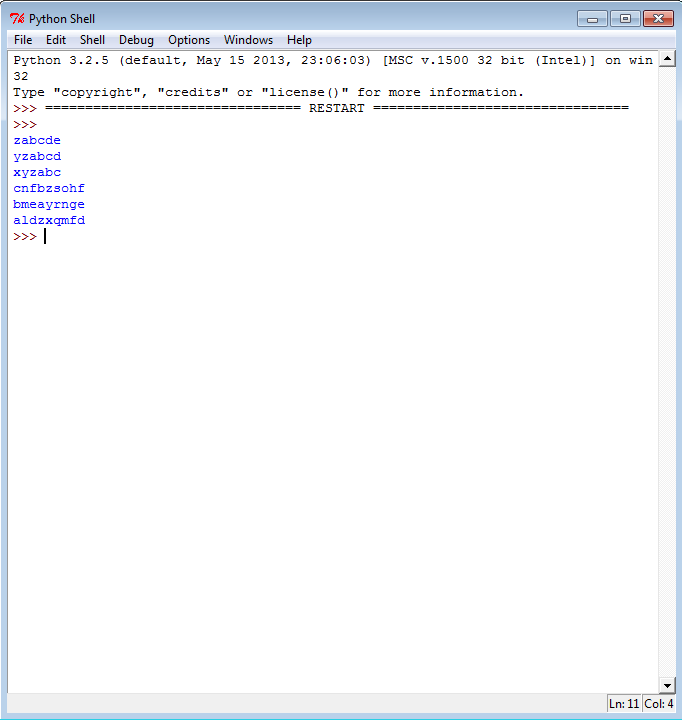 Python Shell
File Edit Shell Debug Options Windows Help
Python 3.2.5 (default, May 15 2013, 23:06:03) [MSC v.1500 32 bit (Intel)] on win
32
Type "copyright", "credits" or "license()" for more information.
>>> ================================ RESTART ================================
>>>
zabcde
yzabcd
xyzabc
cnfbzsohf
bmeayrnge
aldzxqmfd
>>>
Ln: 11 Col: 4